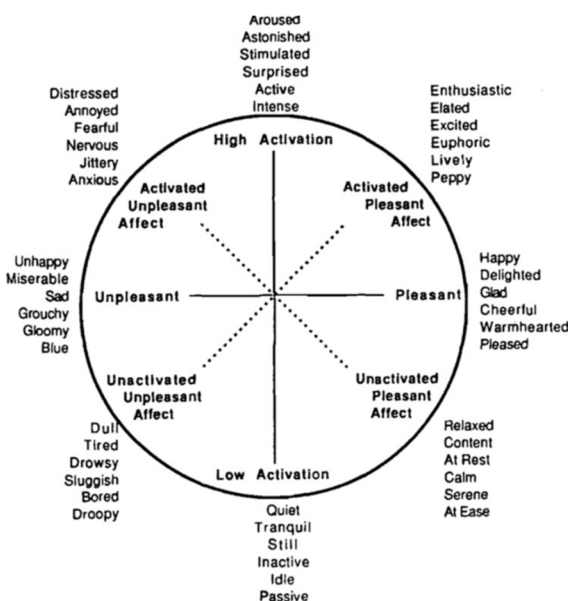 Aroused
Astonished
Stimulated
Surprised
Active
Intense
High Activation
Distressed
Annoyed
Fearful
Nervous
Jittery
Anxious
Enthusiastic
Elated
Excited
Euphoric
Lively
Peppy
Activated
Unpleasant
Affect
Activated
Pleasant
Affect
Unhappy
Miserable
Sad
Grouchy
Gloomy
Blue
Unpleasant
Pleasant
Happy
Delighted
Glad
Cheerful
Warmhearted
Pleased
Unactivated
Unpleasant
Affect
Unactivated
Pleasant
Affect
Dull
Tired
Drowsy
Sluggish
Bored
Droopy
Relaxed
Content
At Rest
Calm
Serene
At Ease
Low Activation
Quiet
Tranquil
Still
Inactive
Idle
Passive